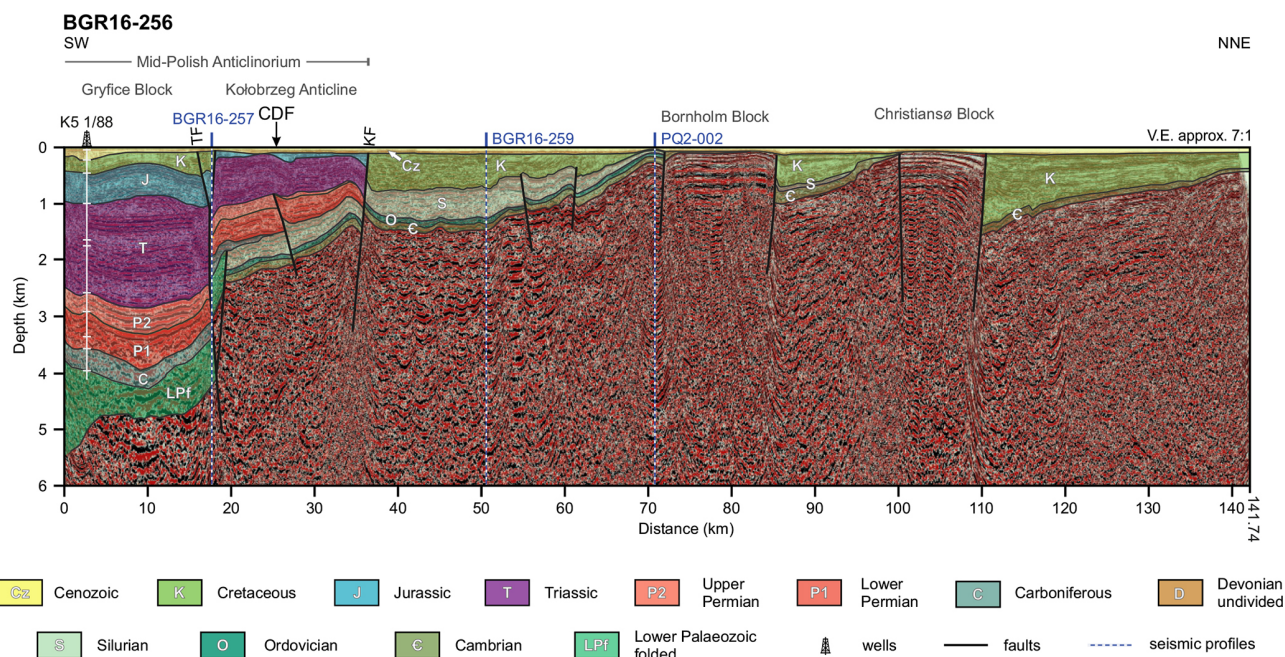 BGR16-256
SW
NNE
Mid-Polish Anticlinorium
Gryfice Block
Kołobrzeg Anticline
Bornholm Block
Christiansø Block
K5 1/88
TF
BGR16-257
CDF
KF
BGR16-259
PQ2-002
V.E. approx. 7:1
0
1
2
3
4
5
6
Depth (km)
K
J
T
P2
P1
C
LPf
Cz
K
S
O
Є
K
S
Є
K
Є
0
10
20
30
40
50
60
70
80
90
100
110
120
130
140
141.74
Distance (km)
Cz Cenozoic
K Cretaceous
J Jurassic
T Triassic
P2 Upper
Permian
P1 Lower
Permian
C Carboniferous
D Devonian
undivided
S Silurian
O Ordovician
Є Cambrian
LPf Lower Palaeozoic
folded
wells
faults
seismic profiles